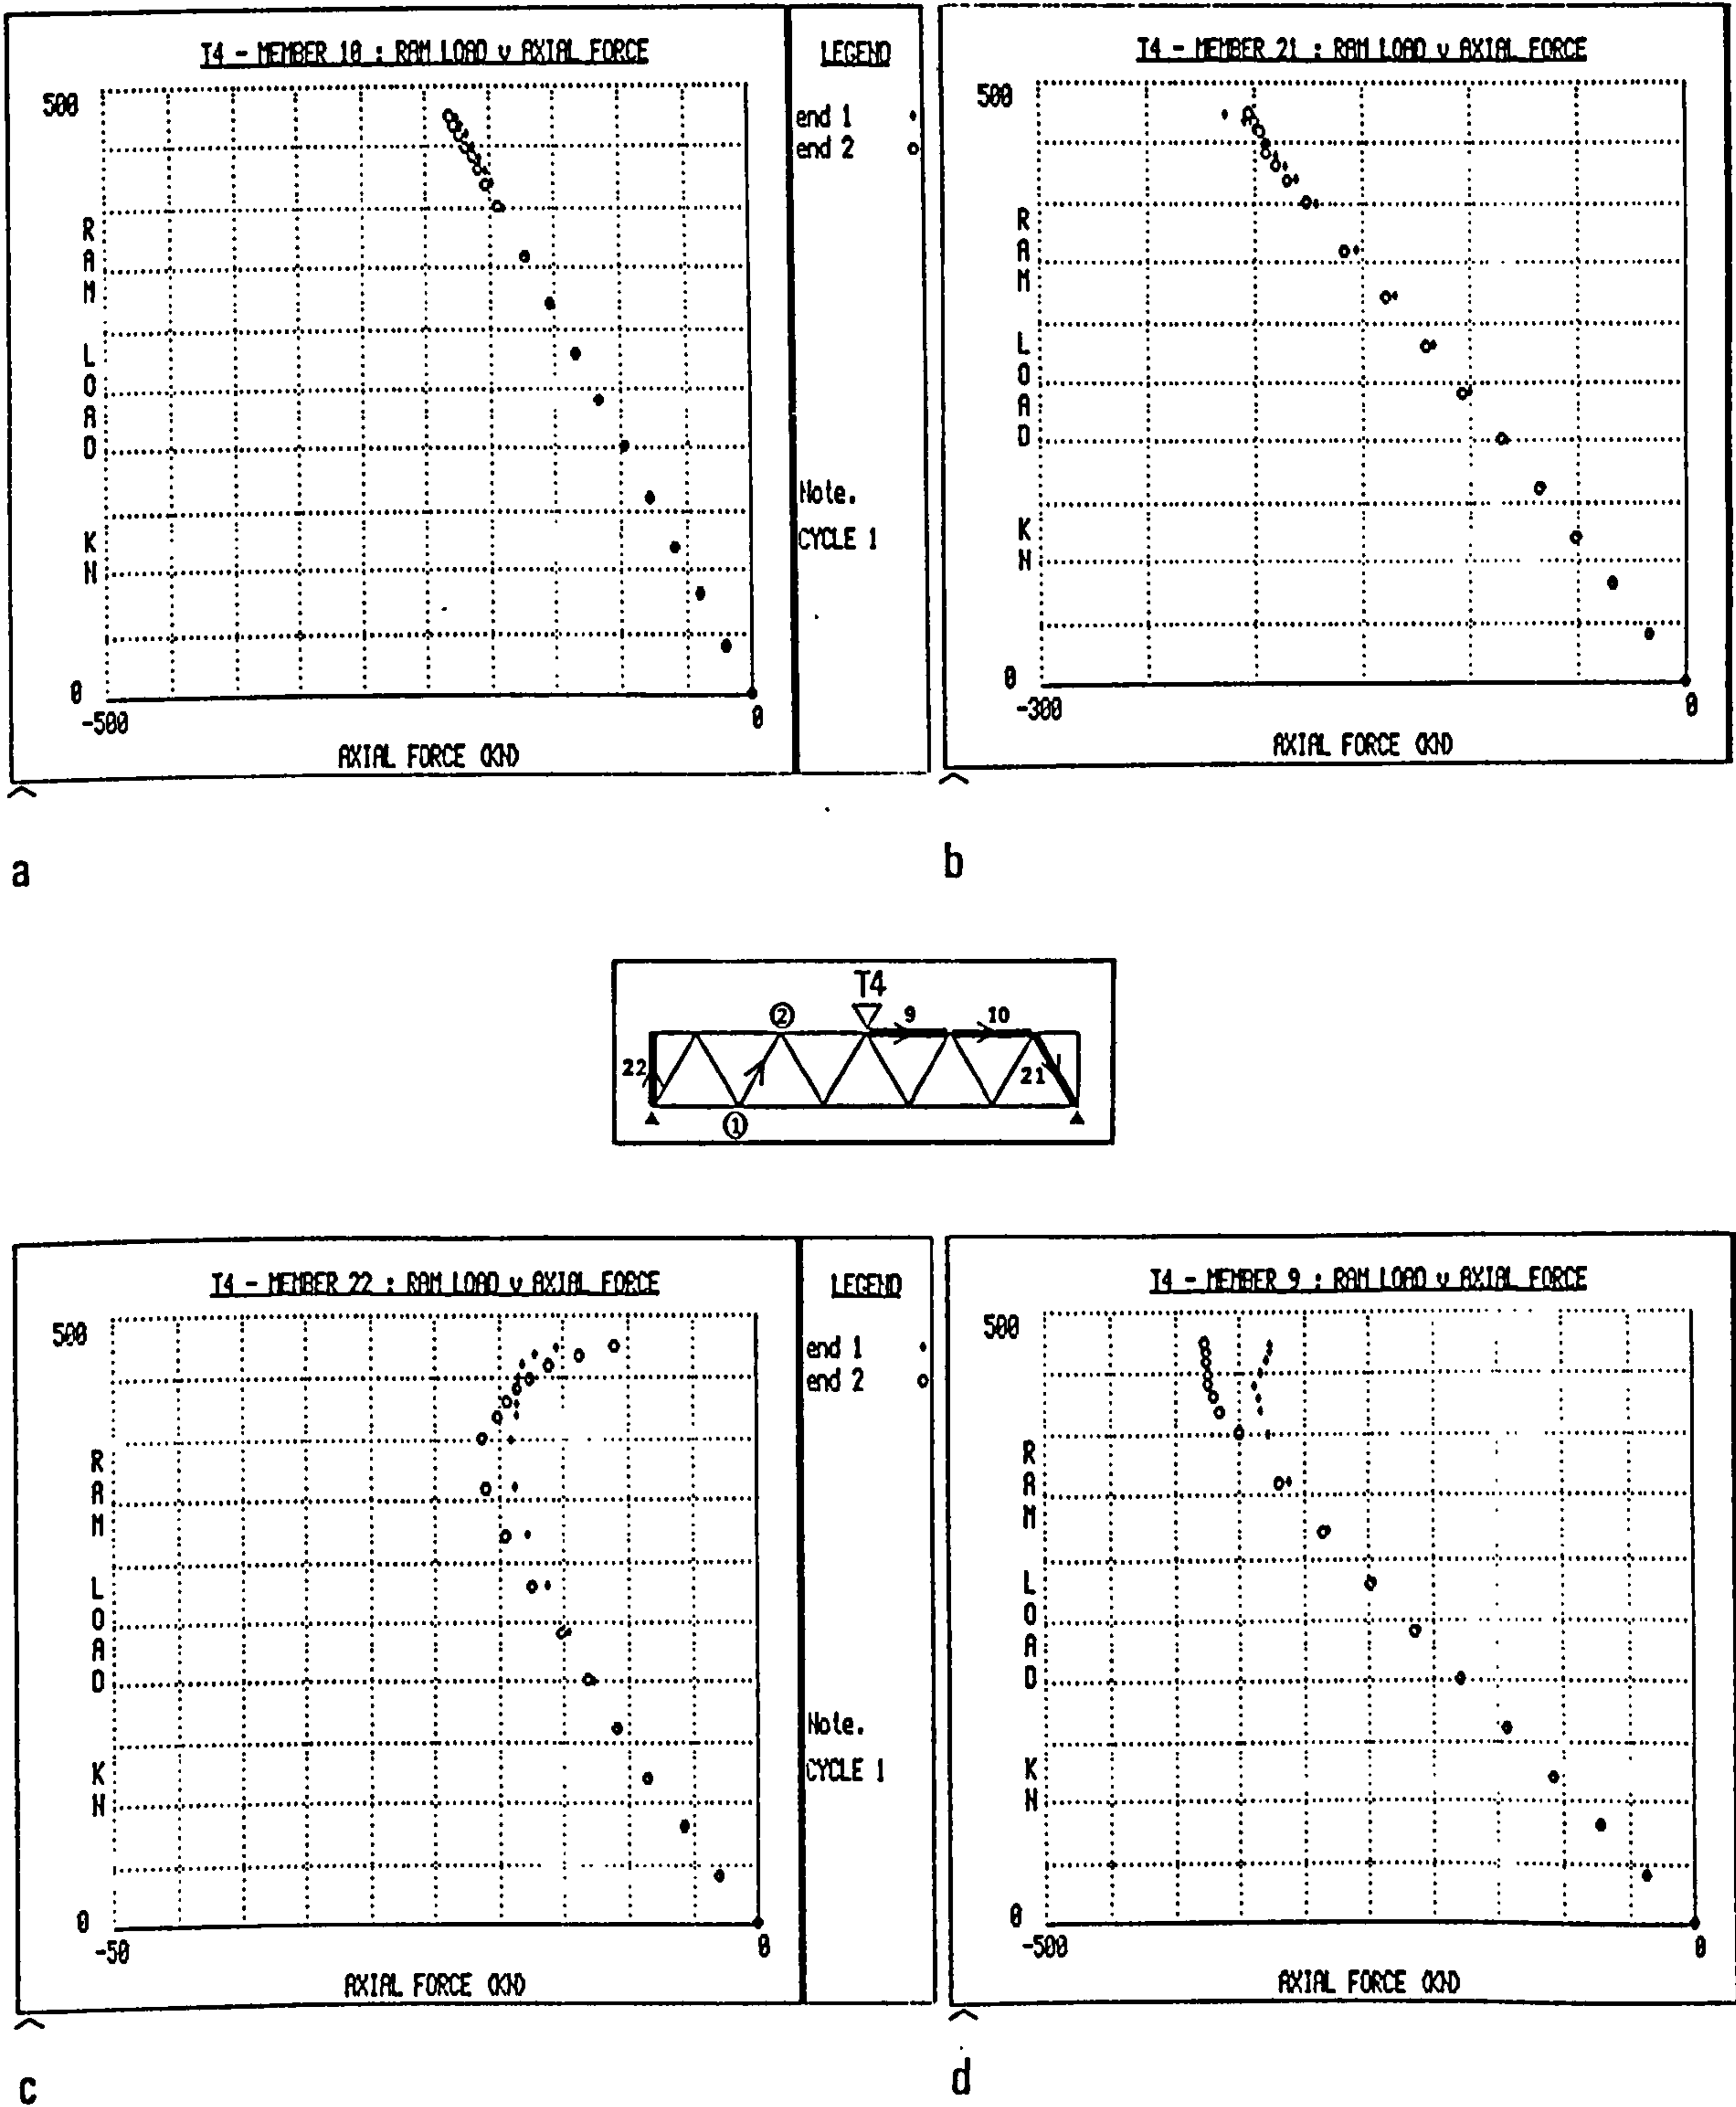 T4 - MEMBER 10 : RAM LOAD v AXIAL FORCE
500
RAM LOAD KN
0
-500
0
AXIAL FORCE (KN)
LEGEND
end 1
end 2
Note.
CYCLE 1
a
T4 - MEMBER 21 : RAM LOAD v AXIAL FORCE
500
RAM LOAD KN
0
-300
0
AXIAL FORCE (KN)
b
T4
2
9
10
22
21
1
T4 - MEMBER 22 : RAM LOAD v AXIAL FORCE
500
RAM LOAD KN
0
-50
0
AXIAL FORCE (KN)
LEGEND
end 1
end 2
Note.
CYCLE 1
c
T4 - MEMBER 9 : RAM LOAD v AXIAL FORCE
500
RAM LOAD KN
0
-500
0
AXIAL FORCE (KN)
d